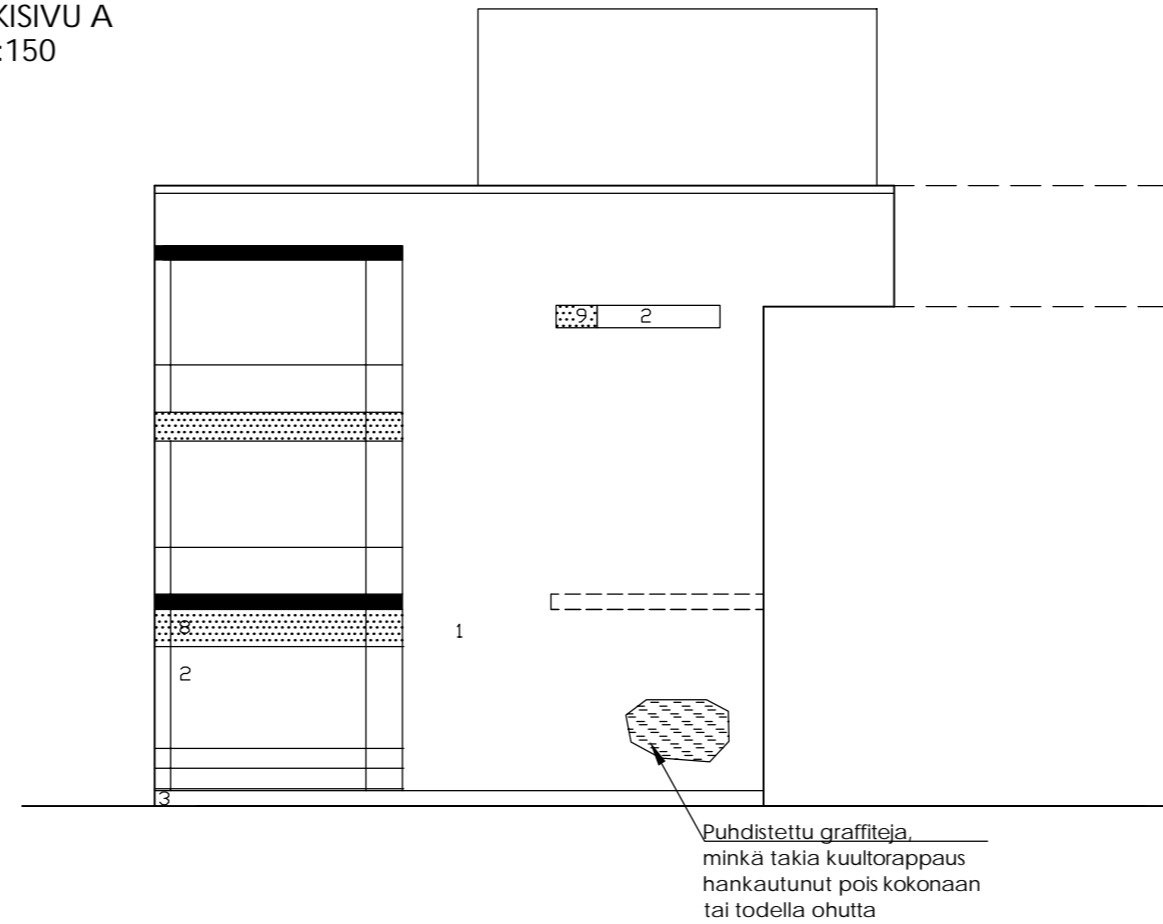 KISIVU A
:150
9 2
8
1
2
3
Puhdistettu graffiteja,
minkä takia kuultorappaus
hankautunut pois kokonaan
tai todella ohutta